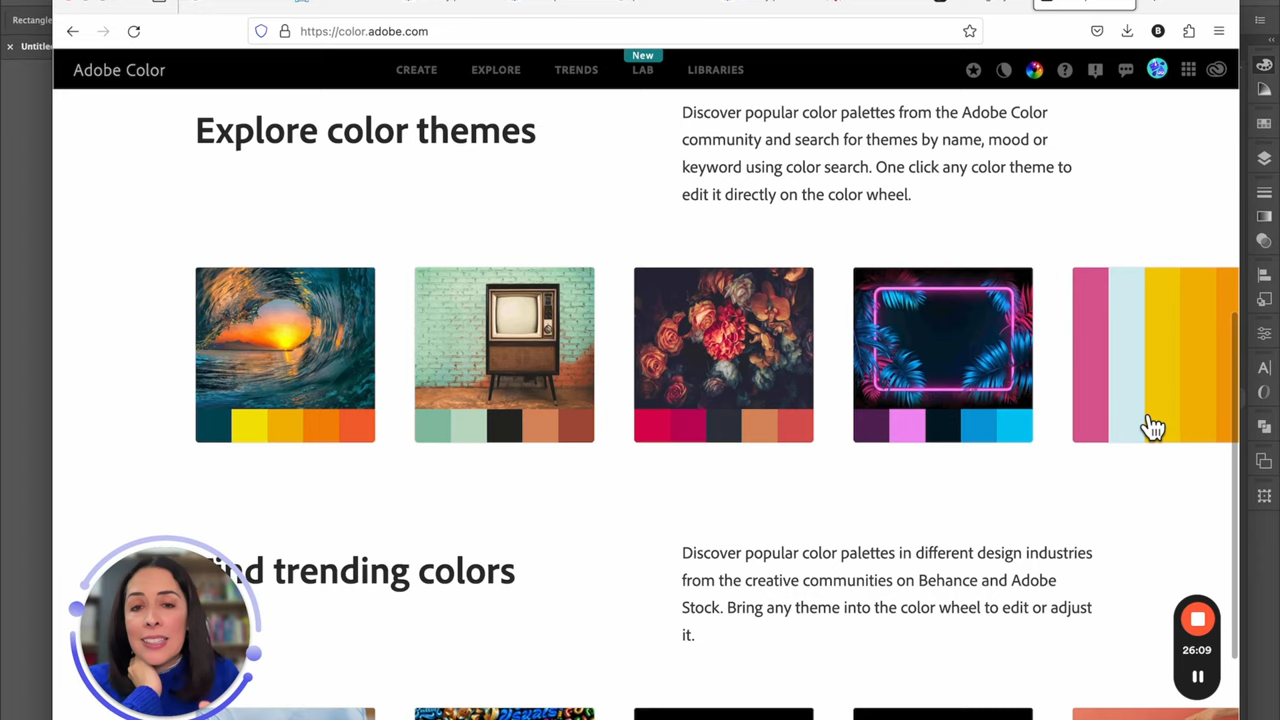 Rectangle
Untitle
https://color.adobe.com
Adobe Color
CREATE
EXPLORE
TRENDS
New
LAB
LIBRARIES
Explore color themes
Discover popular color palettes from the Adobe Color
community and search for themes by name, mood or
keyword using color search. One click any color theme to
edit it directly on the color wheel.
nd trending colors
Discover popular color palettes in different design industries
from the creative communities on Behance and Adobe
Stock. Bring any theme into the color wheel to edit or adjust
it.
26:09